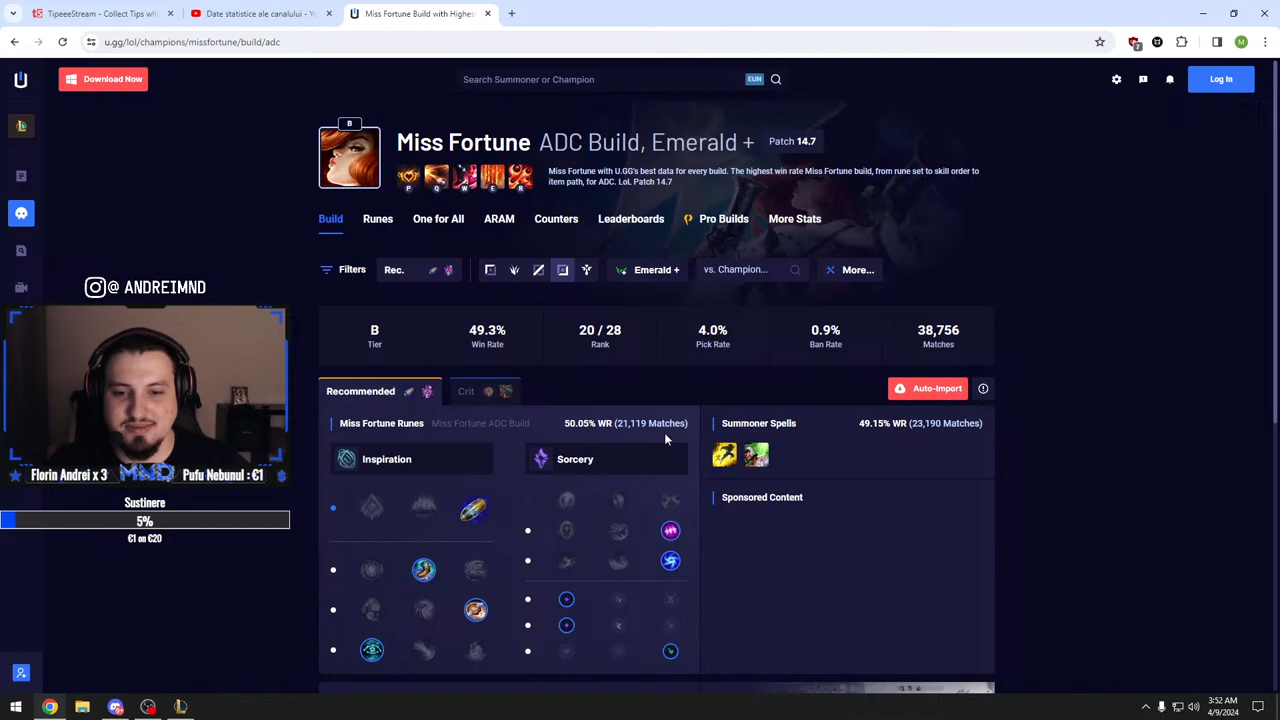 TipeeeStream - Collect Tips wh
Date statistice ale canalului - Yo
Miss Fortune Build with Highes
u.gg/lol/champions/missfortune/build/adc
7
M
Download Now
Search Summoner or Champion
EUN
Log In
B
Miss Fortune ADC Build, Emerald +
Patch 14.7
P
Q
W
E
R
Miss Fortune with U.GG's best data for every build. The highest win rate Miss Fortune build, from rune set to skill order to
item path, for ADC. LoL Patch 14.7
Build
Runes
One for All
ARAM
Counters
Leaderboards
Pro Builds
More Stats
Filters
Rec.
Emerald +
vs. Champion...
More...
@ ANDREIMND
B
49.3%
20 / 28
4.0%
0.9%
38,756
Tier
Win Rate
Rank
Pick Rate
Ban Rate
Matches
Recommended
Crit
Auto-Import
Miss Fortune Runes
Miss Fortune ADC Build
50.05% WR (21,119 Matches)
Summoner Spells
49.15% WR (23,190 Matches)
Inspiration
Sorcery
Sponsored Content
Florin Andrei x 3
MND
Pufu Nebunul : €1
Sustinere
5%
€1 on €20
3:52 AM
4/9/2024